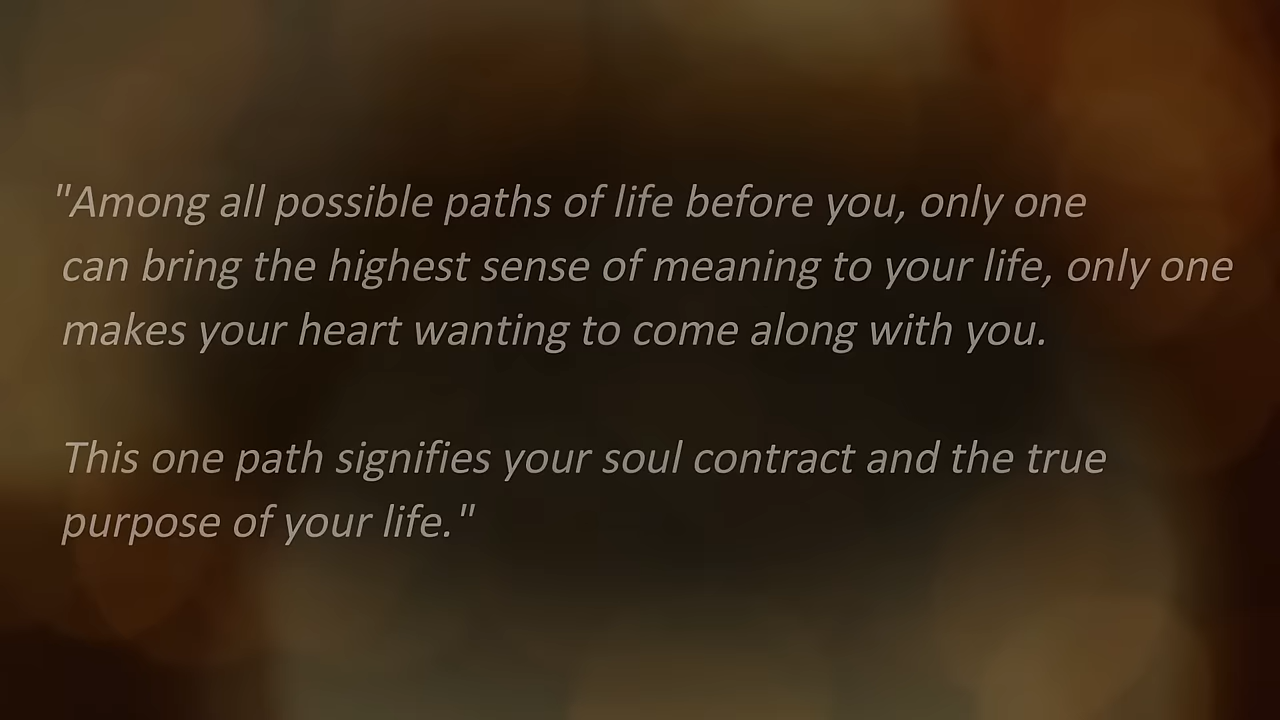 "Among all possible paths of life before you, only one
can bring the highest sense of meaning to your life, only one
makes your heart wanting to come along with you.
This one path signifies your soul contract and the true
purpose of your life."